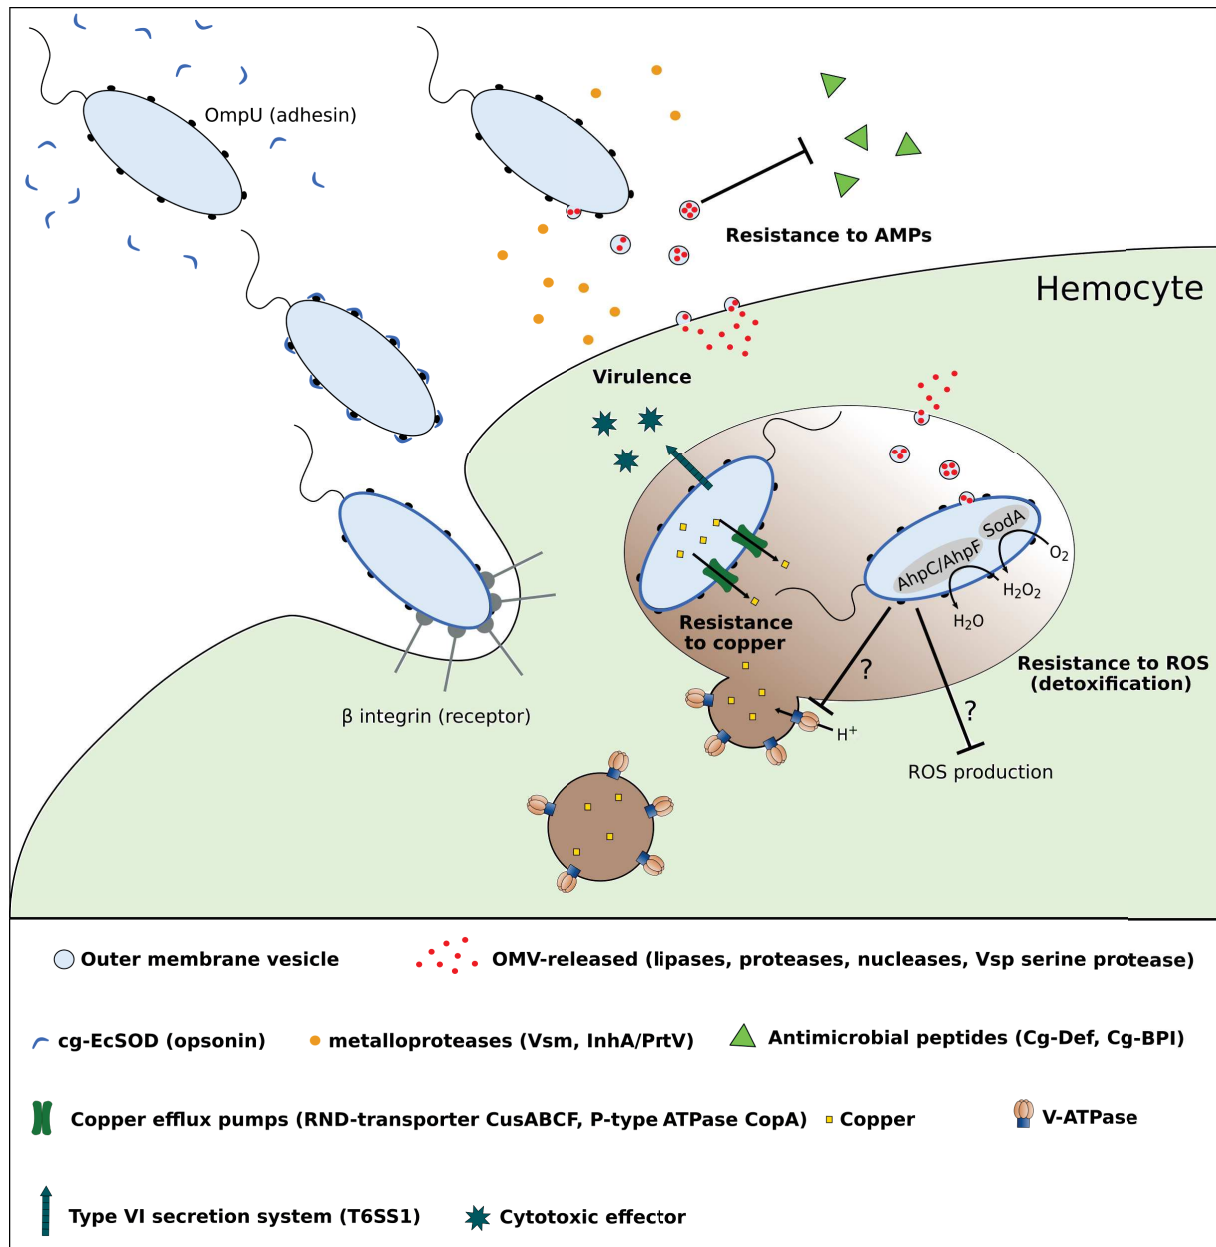 OmpU (adhesin)
Resistance to AMPs
Hemocyte
Virulence
SodA
AhpC/AhpF
O2
H2O2
H2O
Resistance
to copper
?
Resistance to ROS
(detoxification)
?
β integrin (receptor)
H+
ROS production
Outer membrane vesicle
OMV-released (lipases, proteases, nucleases, Vsp serine protease)
cg-EcSOD (opsonin)
metalloproteases (Vsm, InhA/PrtV)
Antimicrobial peptides (Cg-Def, Cg-BPI)
Copper efflux pumps (RND-transporter CusABCF, P-type ATPase CopA)
Copper
V-ATPase
Type VI secretion system (T6SS1)
Cytotoxic effector